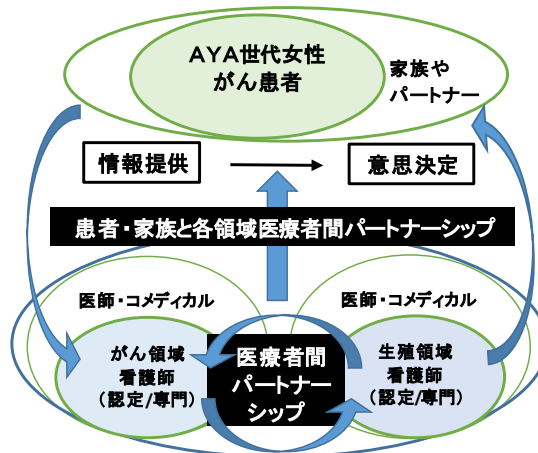 AYA世代女性
がん患者
家族や
パートナー
情報提供
意思決定
患者・家族と各領域医療者間パートナーシップ
医師・コメディカル
医師・コメディカル
がん領域
看護師
（認定/専門）
医療者間
パートナー
シップ
生殖領域
看護師
（認定/専門）